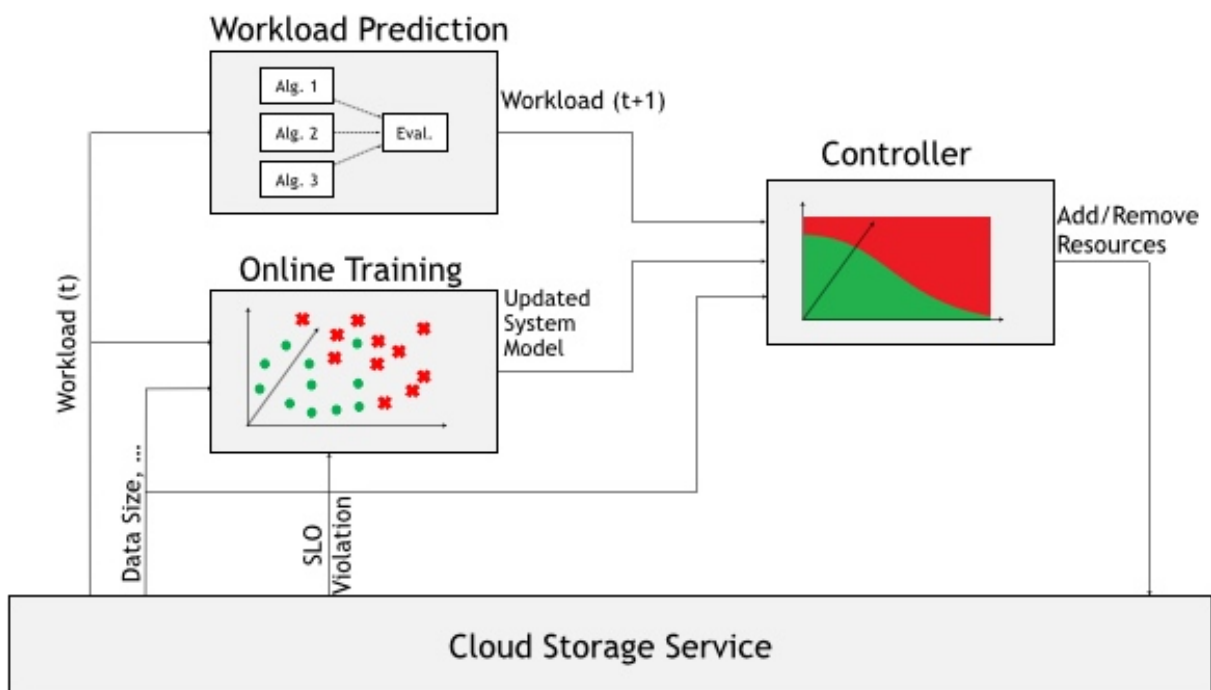 Workload Prediction
Alg. 1
Alg. 2
Alg. 3
Eval.
Workload (t+1)
Controller
Add/Remove
Resources
Online Training
Updated
System
Model
Workload (t)
Data Size, ...
SLO
Violation
Cloud Storage Service